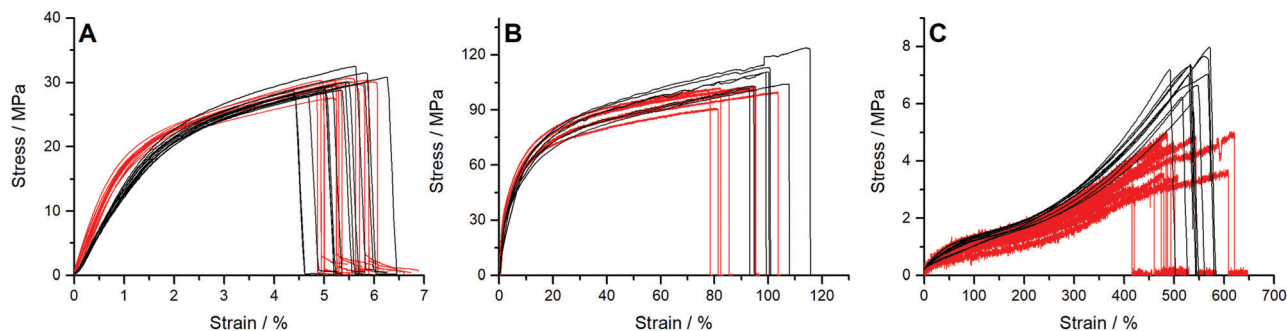 A
Stress / MPa
40
30
20
10
0
0 1 2 3 4 5 6 7
Strain / %
B
Stress / MPa
120
90
60
30
0
0 20 40 60 80 100 120
Strain / %
C
Stress / MPa
8
6
4
2
0
0 100 200 300 400 500 600 700
Strain / %